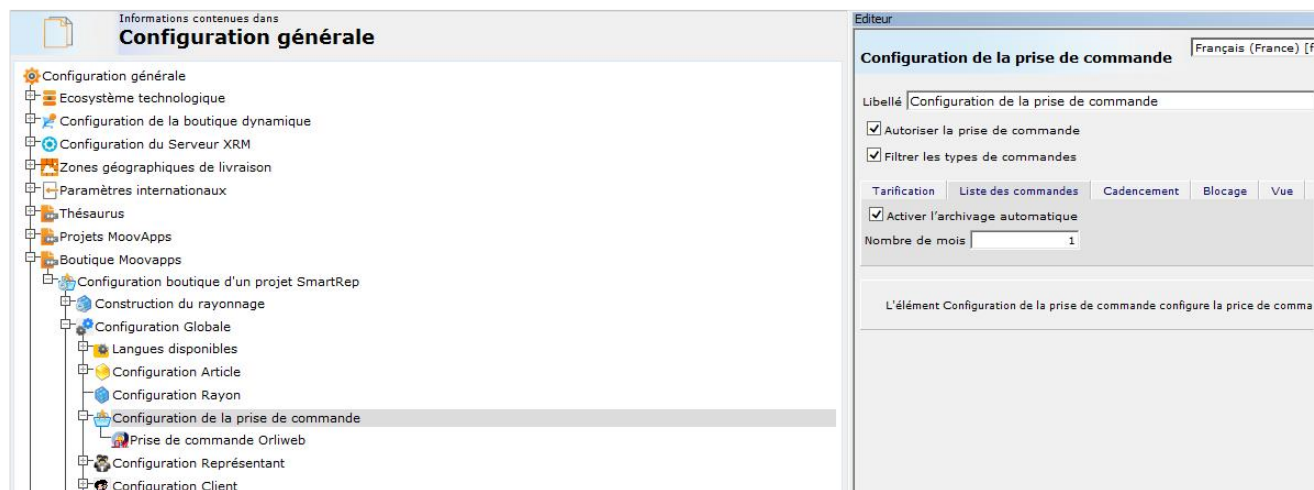 Informations contenues dans
Configuration générale
Configuration générale
Ecosystème technologique
Configuration de la boutique dynamique
Configuration du Serveur XRM
Zones géographiques de livraison
Paramètres internationaux
Thésaurus
Projets MoovApps
Boutique Moovapps
Configuration boutique d'un projet SmartRep
Construction du rayonnage
Configuration Globale
Langues disponibles
Configuration Article
Configuration Rayon
Configuration de la prise de commande
Prise de commande Orliweb
Configuration Représentant
Configuration Client
Editeur
Configuration de la prise de commande Français (France) [f
Libellé Configuration de la prise de commande
Autoriser la prise de commande
Filtrer les types de commandes
Tarification Liste des commandes Cadencement Blocage Vue
Activer l'archivage automatique
Nombre de mois 1
L'élément Configuration de la prise de commande configure la price de comma